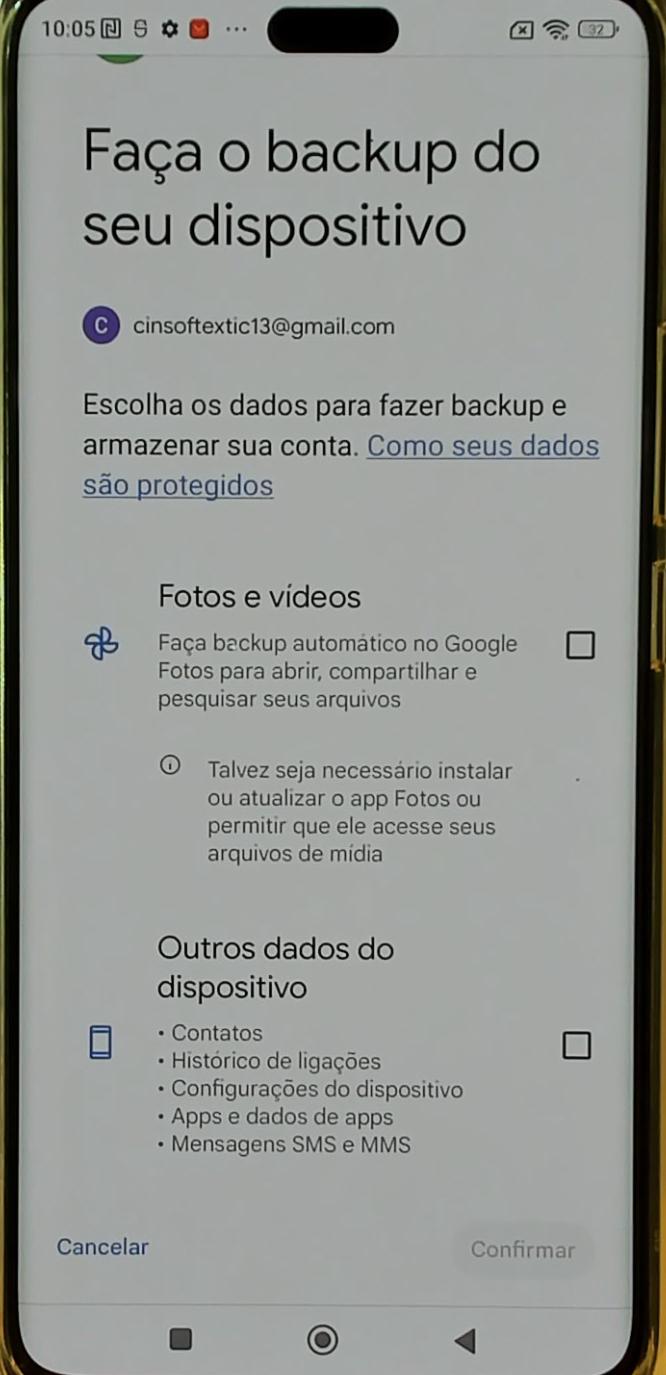 10:05
32
Faça o backup do
seu dispositivo
C cinsoftextic13@gmail.com
Escolha os dados para fazer backup e
armazenar sua conta. Como seus dados
são protegidos
Fotos e vídeos
Faça backup automático no Google
Fotos para abrir, compartilhar e
pesquisar seus arquivos
Talvez seja necessário instalar
ou atualizar o app Fotos ou
permitir que ele acesse seus
arquivos de mídia
Outros dados do
dispositivo
• Contatos
• Histórico de ligações
• Configurações do dispositivo
• Apps e dados de apps
• Mensagens SMS e MMS
Cancelar
Confirmar